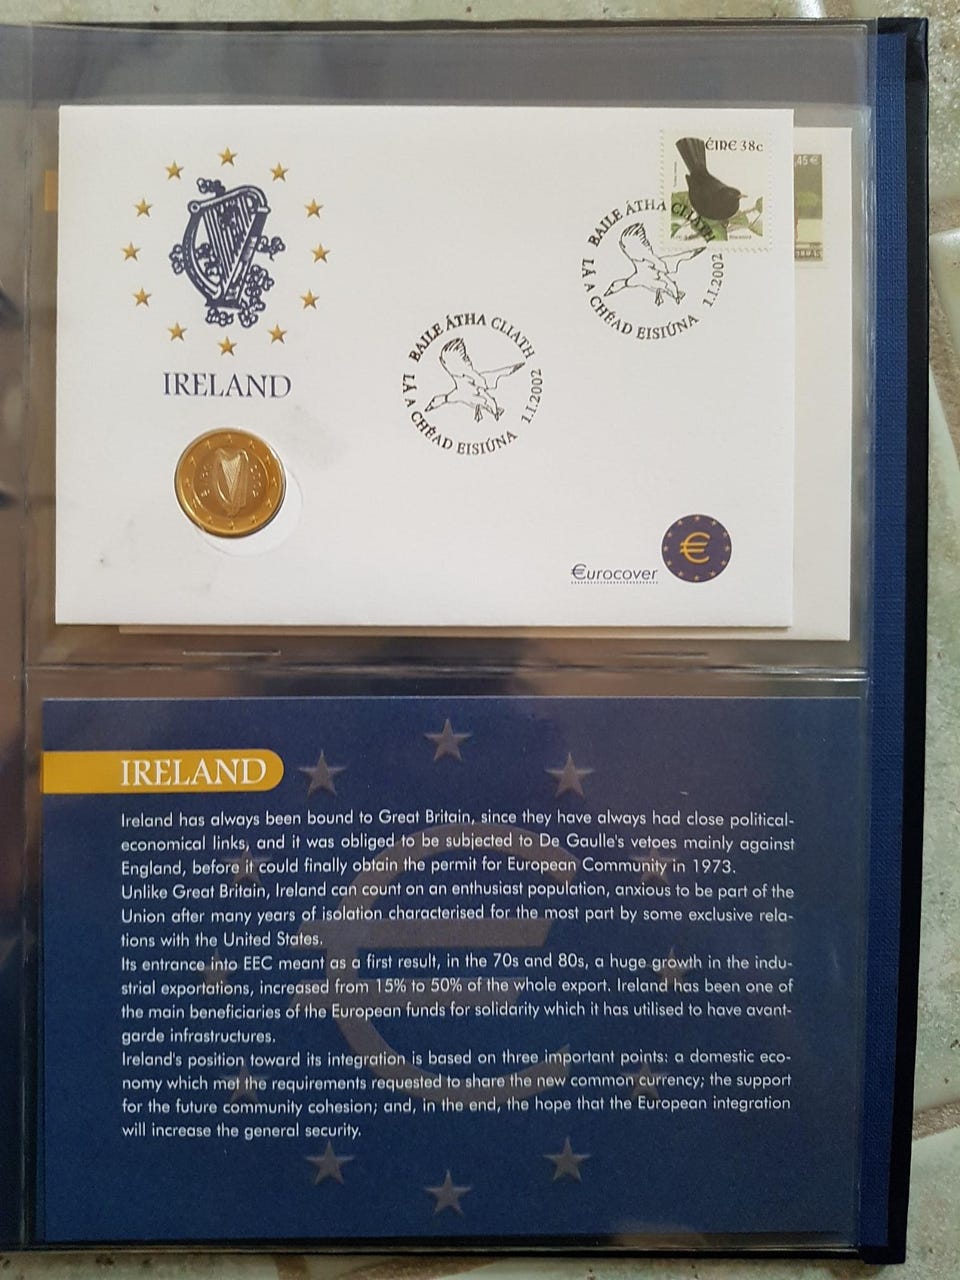 ÉIRE 38c
,45 €
BAILE ÁTHA CLIATH
LÁ A CHÉAD EISIÚNA 1.1.2002
IRELAND
BAILE ÁTHA CLIATH
LÁ A CHÉAD EISIÚNA 1.1.2002
€urocover
€
IRELAND
Ireland has always been bound to Great Britain, since they have always had close political-
economical links, and it was obliged to be subjected to De Gaulle's vetoes mainly against
England, before it could finally obtain the permit for European Community in 1973.
Unlike Great Britain, Ireland can count on an enthusiast population, anxious to be part of the
Union after many years of isolation characterised for the most part by some exclusive rela-
tions with the United States.
Its entrance into EEC meant as a first result, in the 70s and 80s, a huge growth in the indu-
strial exportations, increased from 15% to 50% of the whole export. Ireland has been one of
the main beneficiaries of the European funds for solidarity which it has utilised to have avant-
garde infrastructures.
Ireland's position toward its integration is based on three important points: a domestic eco-
nomy which met the requirements requested to share the new common currency; the support
for the future community cohesion; and, in the end, the hope that the European integration
will increase the general security.